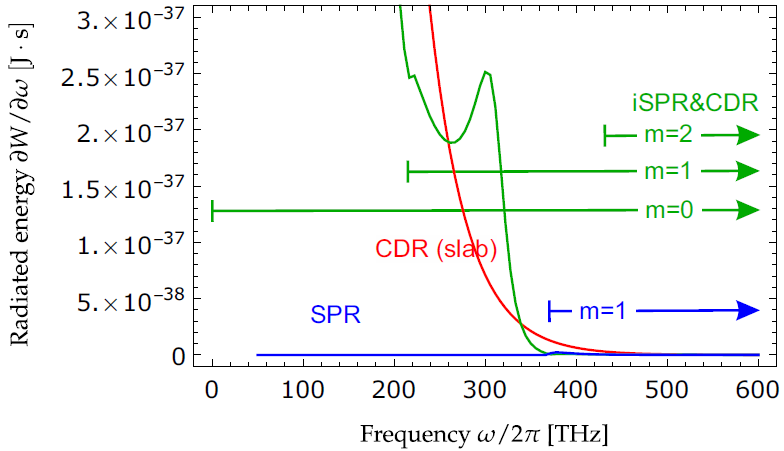 Radiated energy ∂W/∂ω [J · s]
3.×10⁻³⁷
2.5×10⁻³⁷
2.×10⁻³⁷
1.5×10⁻³⁷
1.×10⁻³⁷
5.×10⁻³⁸
0
iSPR&CDR
m=2
m=1
m=0
CDR (slab)
SPR
m=1
0 200 300 400 500 600
Frequency ω/2π [THz]